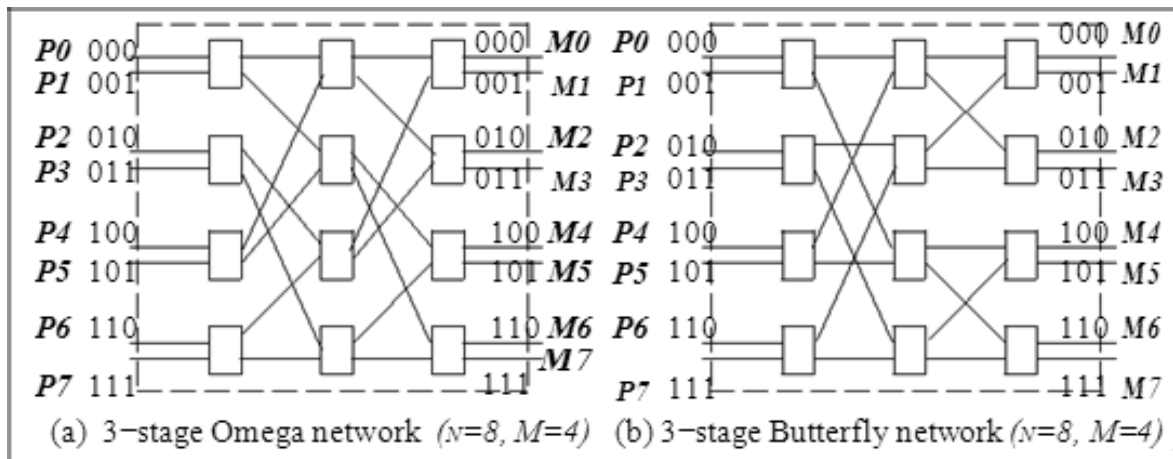 P0 000 000 M0 P0 000 000 M0
P1 001 001 M1 P1 001 001 M1
P2 010 010 M2 P2 010 010 M2
P3 011 011 M3 P3 011 011 M3
P4 100 100 M4 P4 100 100 M4
P5 101 101 M5 P5 101 101 M5
P6 110 110 M6 P6 110 110 M6
P7 111 111 M7 P7 111 111 M7
(a) 3-stage Omega network (N=8, M=4) (b) 3-stage Butterfly network (N=8, M=4)